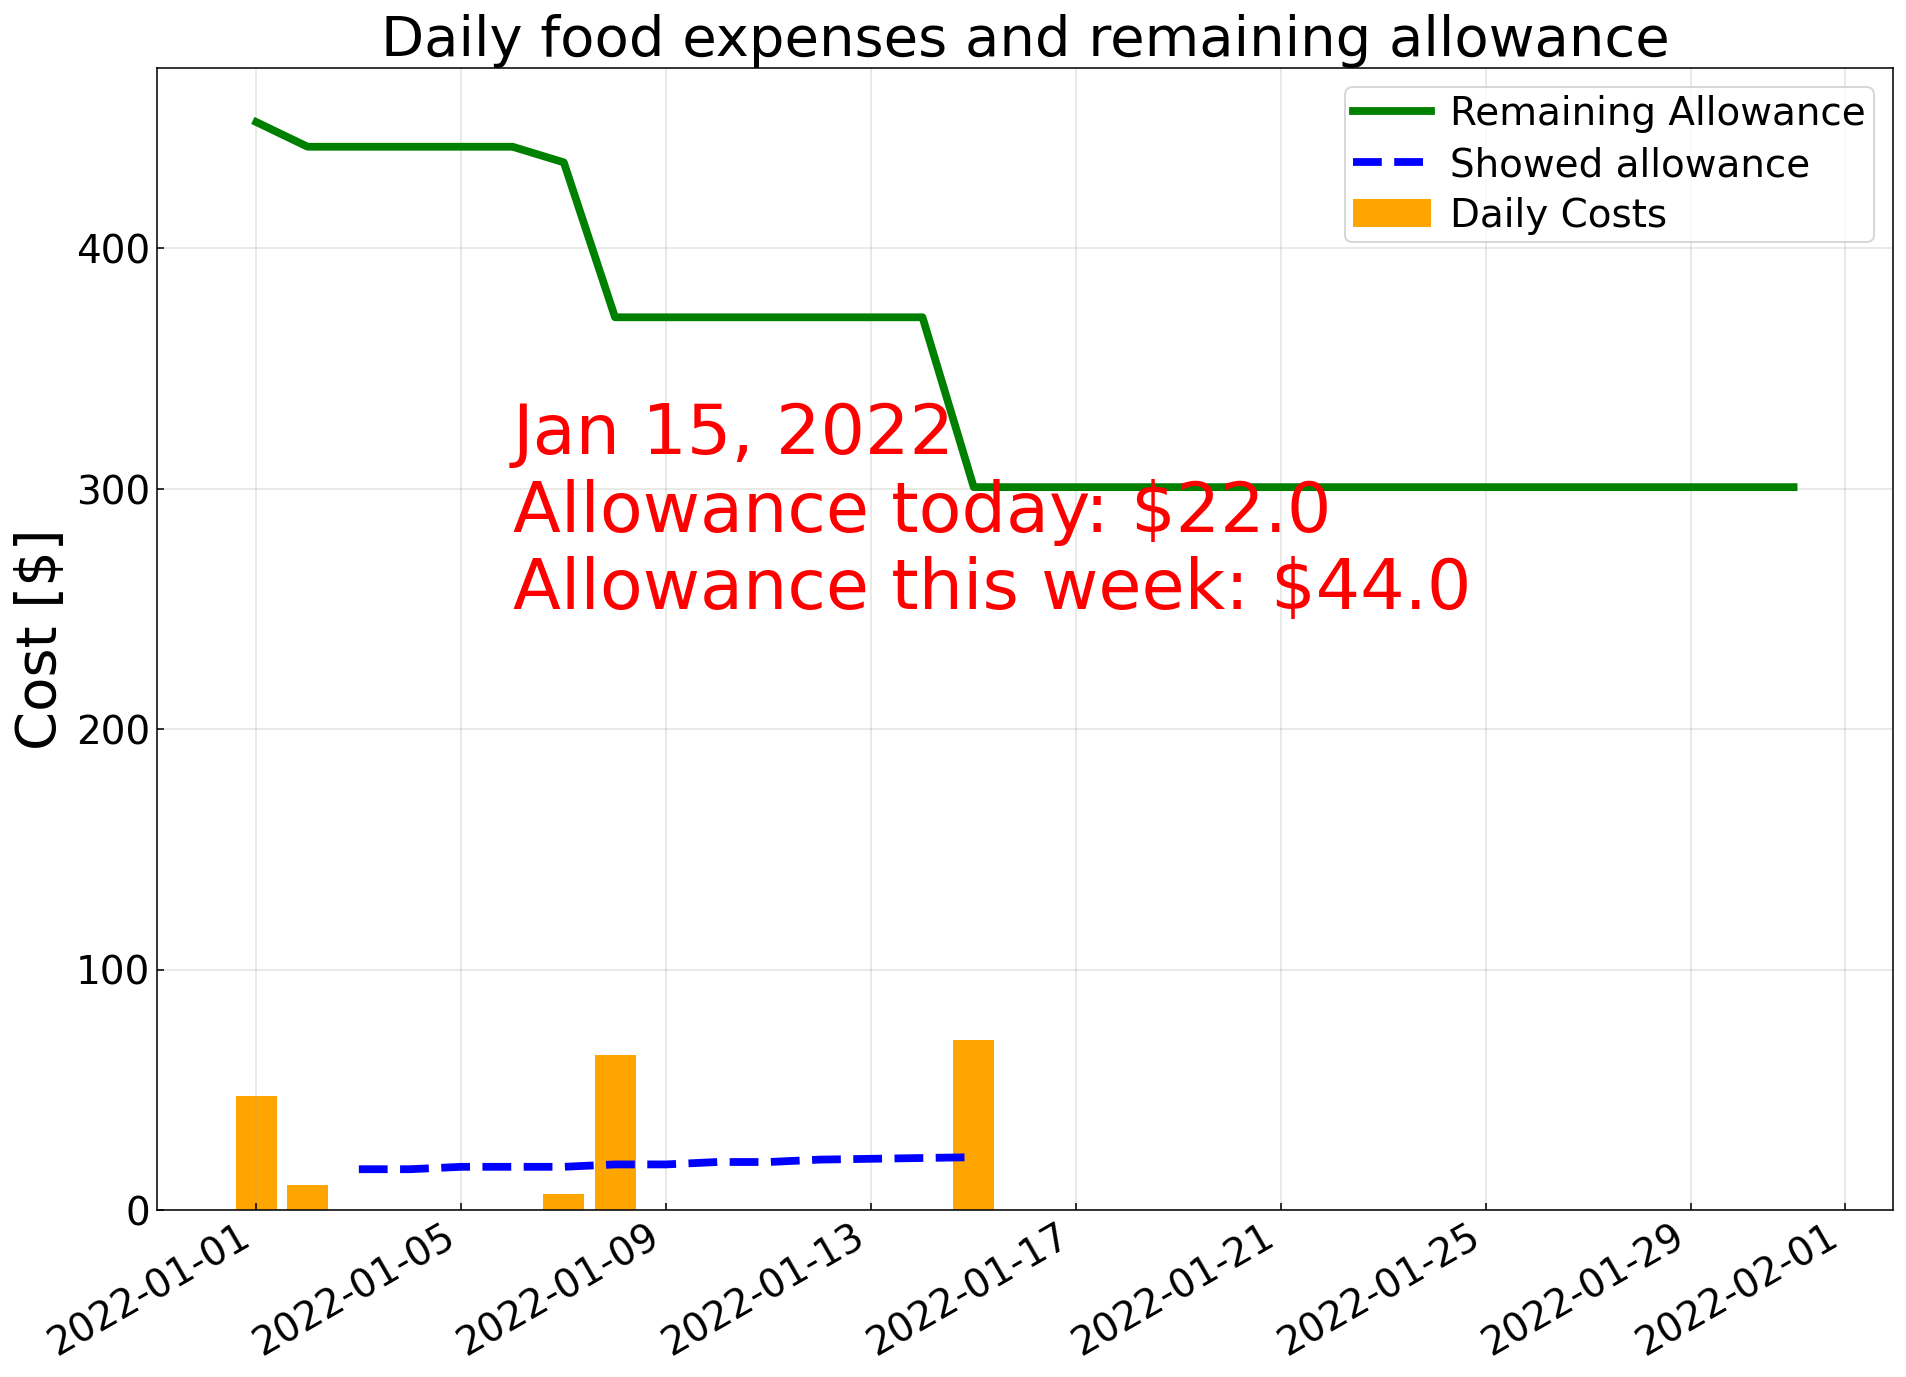 Daily food expenses and remaining allowance
Remaining Allowance
Showed allowance
Daily Costs
Jan 15, 2022
Allowance today: $22.0
Allowance this week: $44.0
Cost [$]
400
300
200
100
0
2022-01-01
2022-01-05
2022-01-09
2022-01-13
2022-01-17
2022-01-21
2022-01-25
2022-01-29
2022-02-01